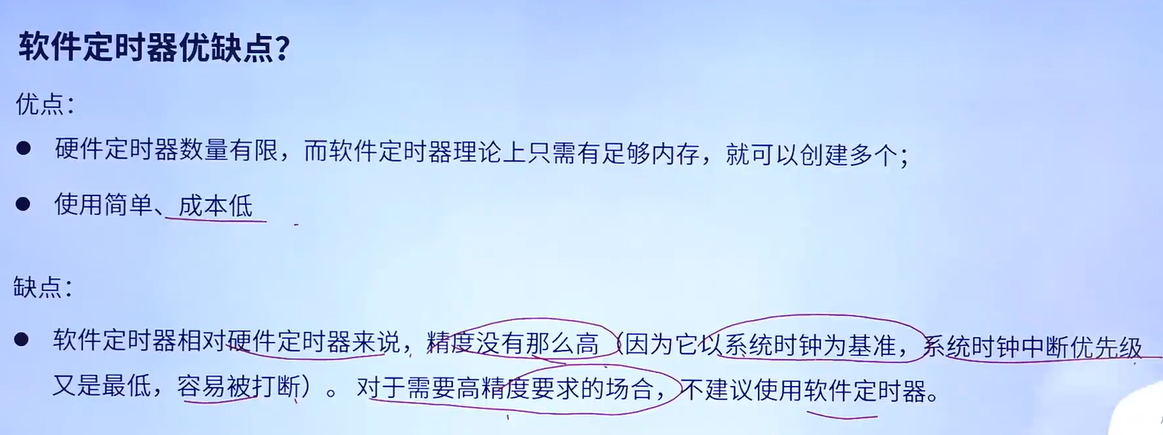 软件定时器优缺点？
优点：
● 硬件定时器数量有限，而软件定时器理论上只需有足够内存，就可以创建多个；
● 使用简单、成本低
缺点：
● 软件定时器相对硬件定时器来说，精度没有那么高（因为它以系统时钟为基准，系统时钟中断优先级
又是最低，容易被打断）。 对于需要高精度要求的场合，不建议使用软件定时器。